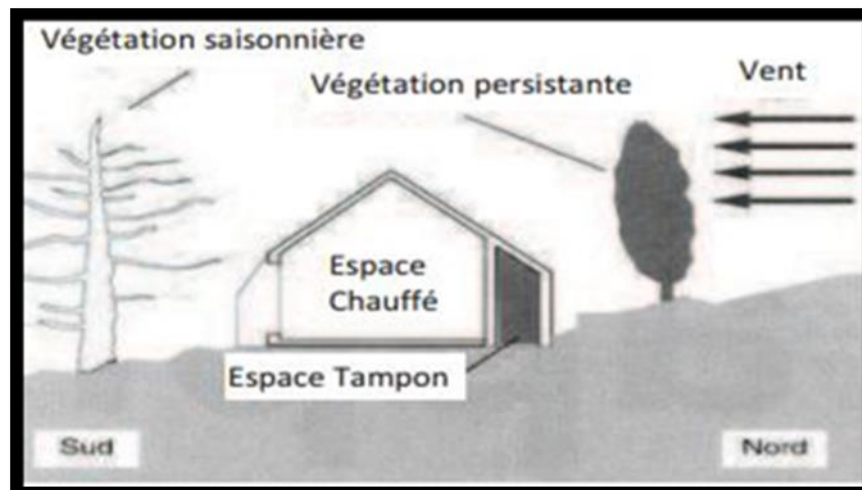 Végétation saisonnière
Végétation persistante
Vent
Espace
Chauffé
Espace Tampon
Sud
Nord